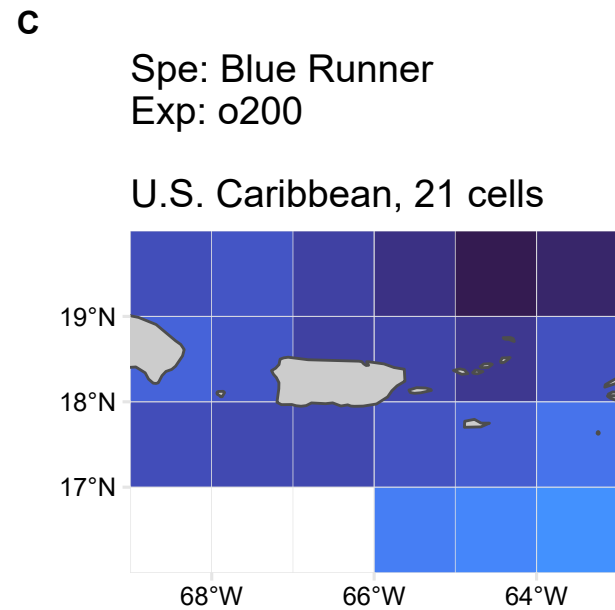 C
Spe: Blue Runner
Exp: o200
U.S. Caribbean, 21 cells
19°N
18°N
17°N
68°W 66°W 64°W